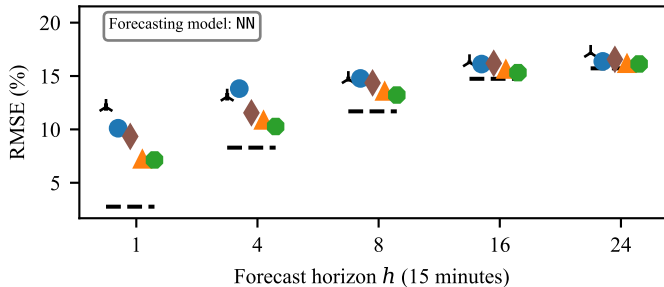 Forecasting model: NN
RMSE (%)
20
15
10
5
1 4 8 16 24
Forecast horizon h (15 minutes)